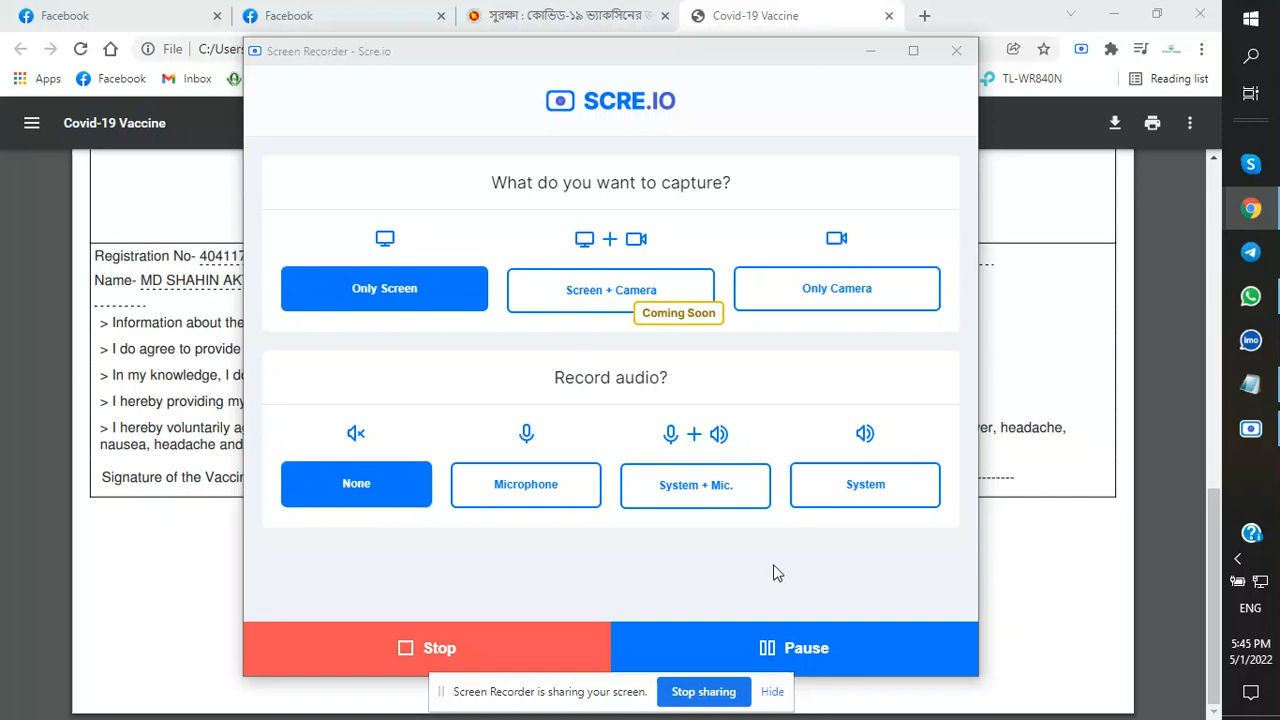 Facebook
Facebook
সুরক্ষা : কোভিড-১৯ ভ্যাকসিনের
Covid-19 Vaccine
File
C:/Users
Apps
Facebook
Inbox
TL-WR840N
Reading list
Screen Recorder - Scre.io
Covid-19 Vaccine
SCRE.IO
What do you want to capture?
Only Screen
Screen + Camera
Only Camera
Coming Soon
Record audio?
None
Microphone
System + Mic.
System
Stop
Pause
Screen Recorder is sharing your screen.
Stop sharing
Hide
Registration No- 404117
Name- MD SHAHIN
> Information about the
> I do agree to provide
> In my knowledge, I
> I hereby providing my
> I hereby voluntarily
headache,
nausea, headache and
Signature of the
imo
ENG
5:45 PM
5/1/2022